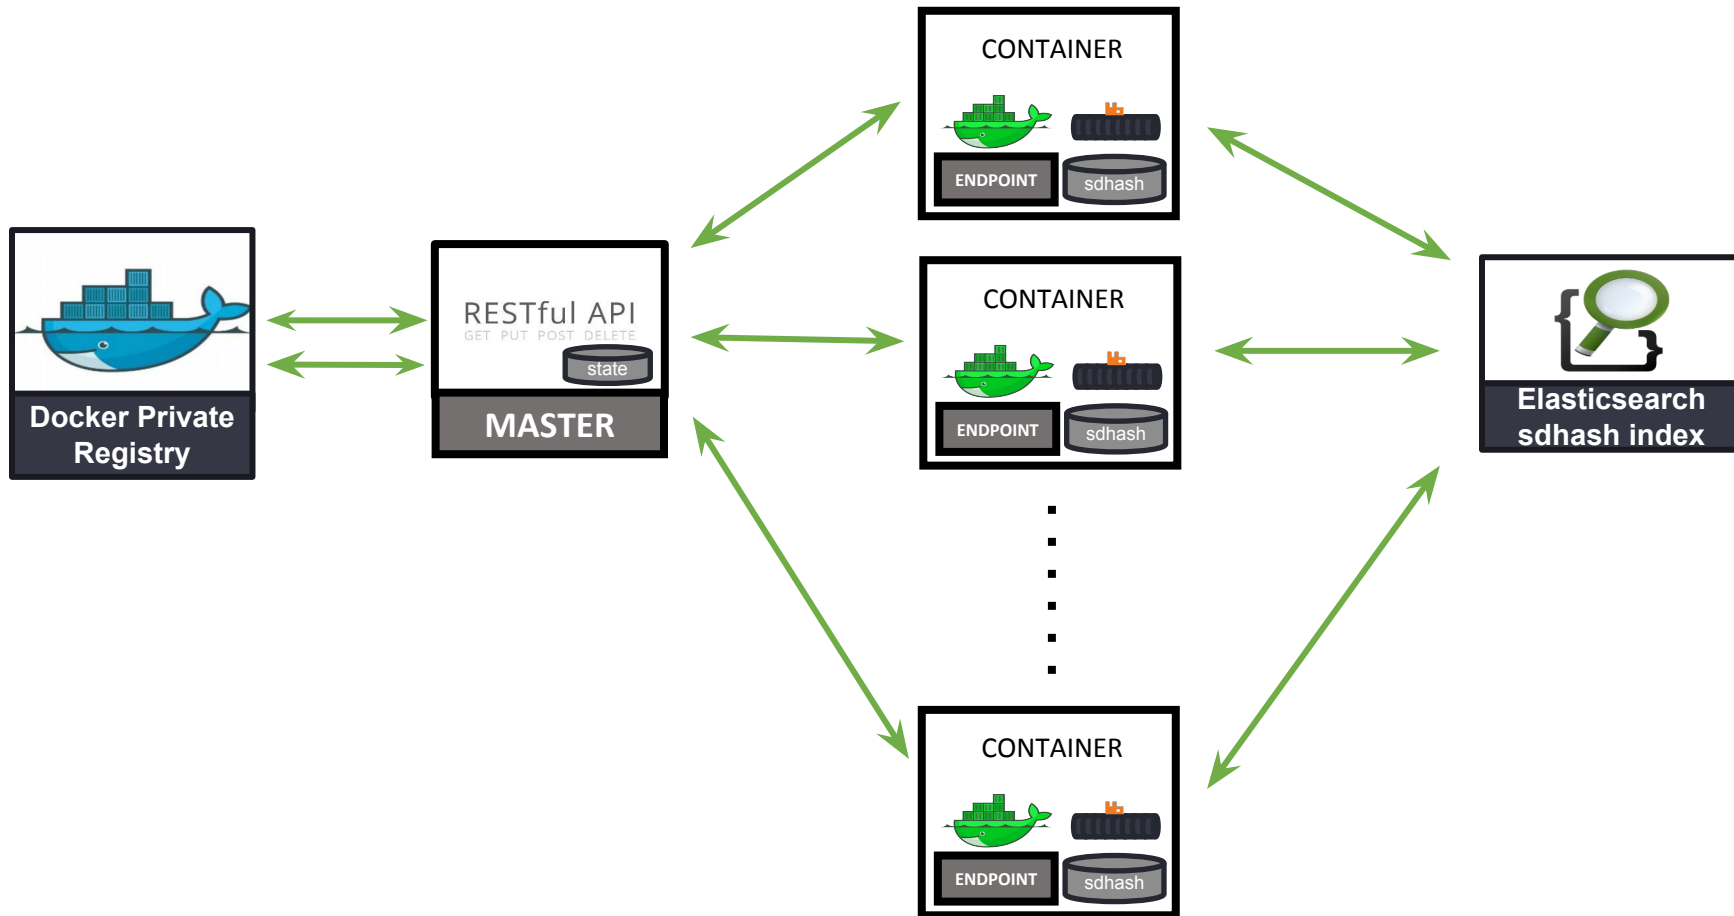 Docker Private
Registry
RESTful API
GET PUT POST DELETE
state
MASTER
CONTAINER
ENDPOINT
sdhash
CONTAINER
ENDPOINT
sdhash
CONTAINER
ENDPOINT
sdhash
Elasticsearch
sdhash index